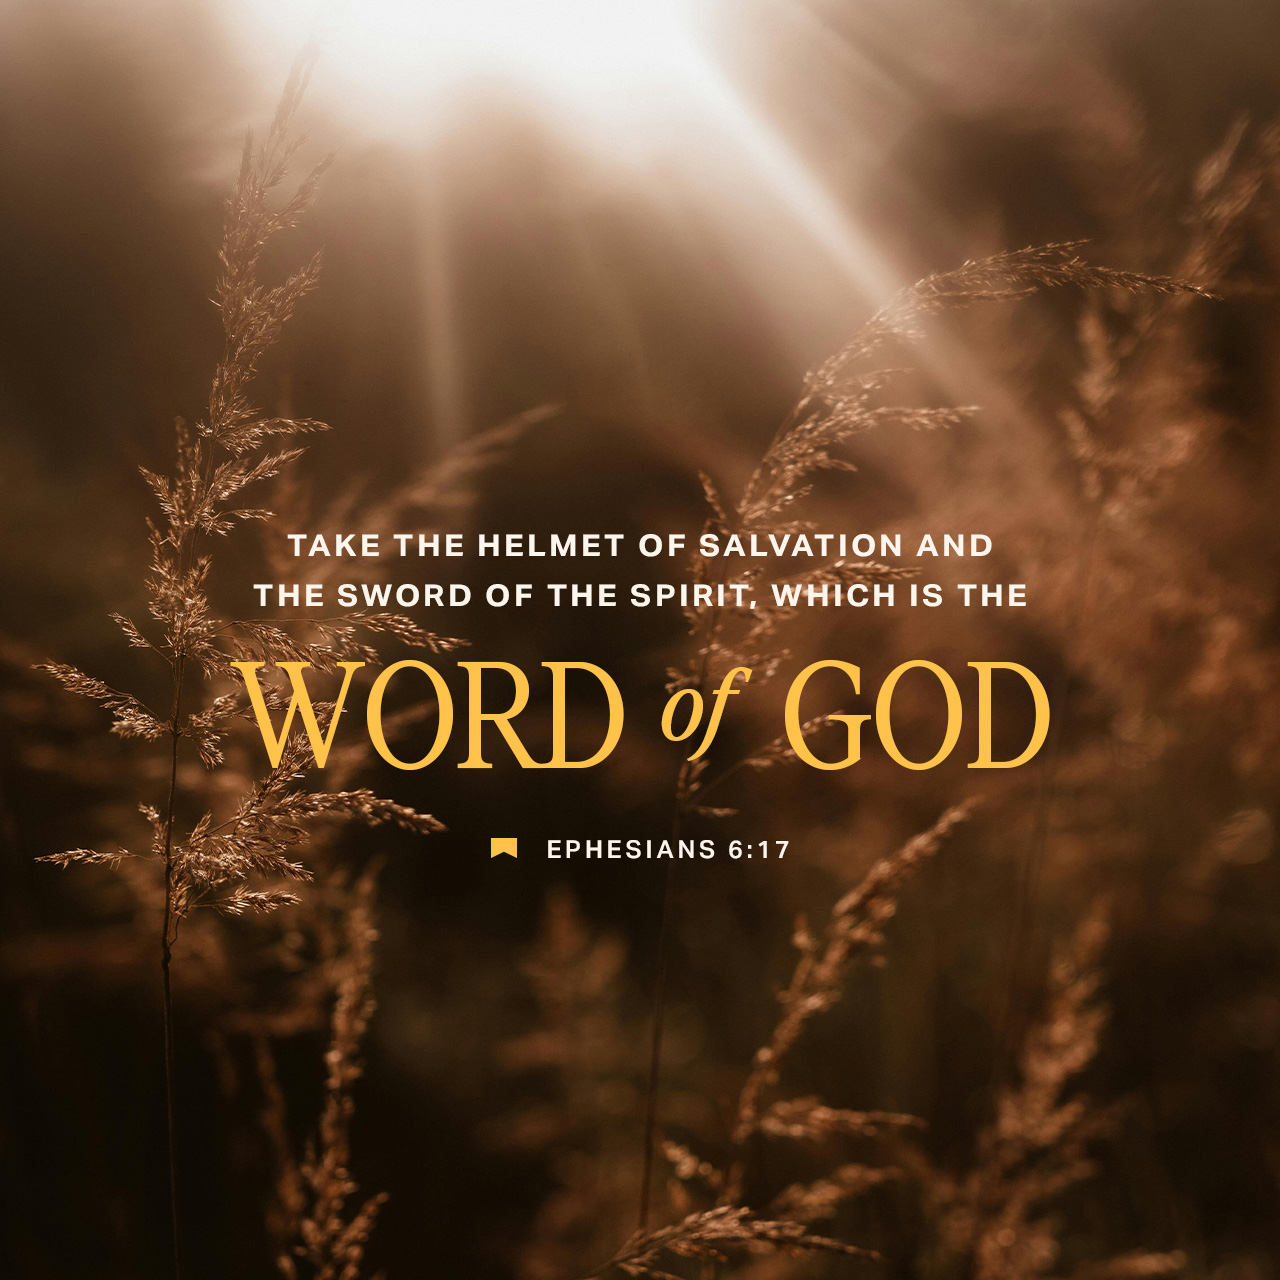 TAKE THE HELMET OF SALVATION AND
THE SWORD OF THE SPIRIT, WHICH IS THE
WORD of GOD
EPHESIANS 6:17